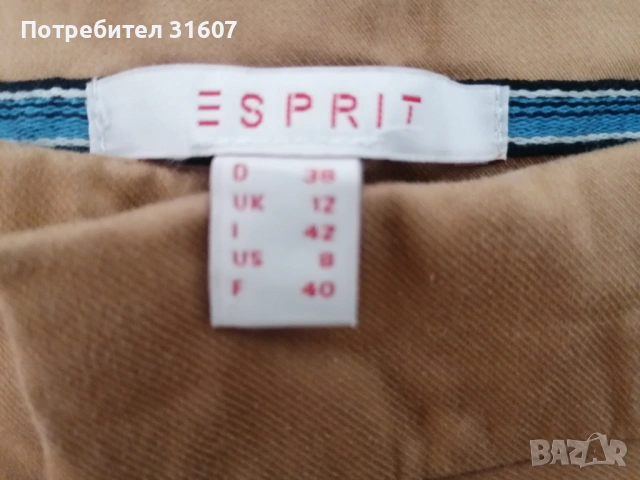 Потребител 31607
ESPRIT
D 38
UK 12
I 42
US 8
F 40
BAZAR